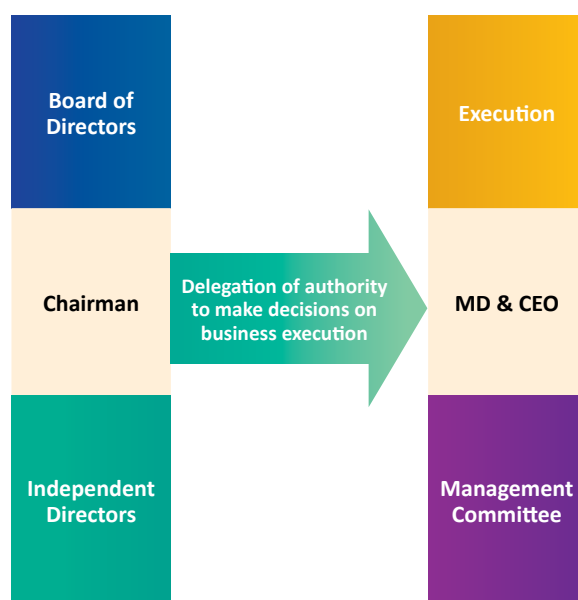 Board of
Directors
Execution
Chairman
Delegation of authority
to make decisions on
business execution
MD & CEO
Independent
Directors
Management
Committee